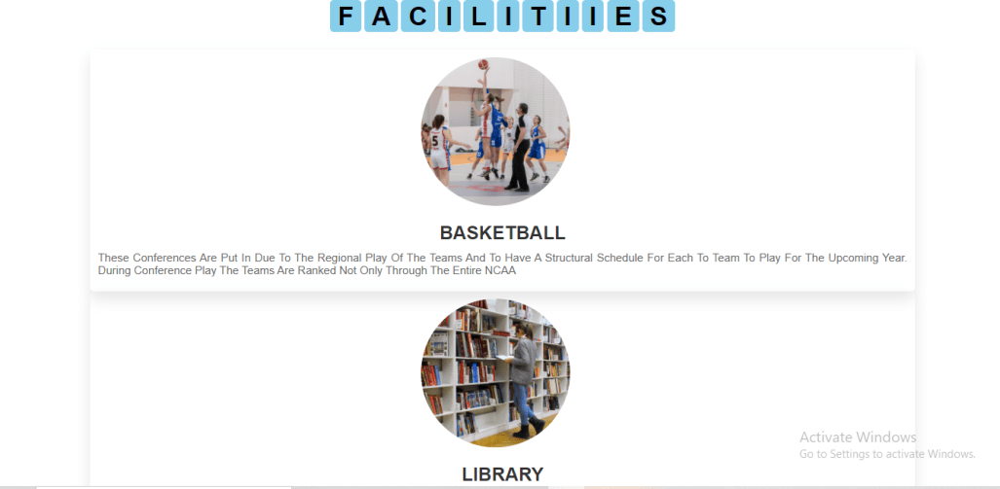 FACILITIIES
5
BASKETBALL
These Conferences Are Put In Due To The Regional Play Of The Teams And To Have A Structural Schedule For Each To Team To Play For The Upcoming Year.
During Conference Play The Teams Are Ranked Not Only Through The Entire NCAA
LIBRARY
Activate Windows
Go to Settings to activate Windows.